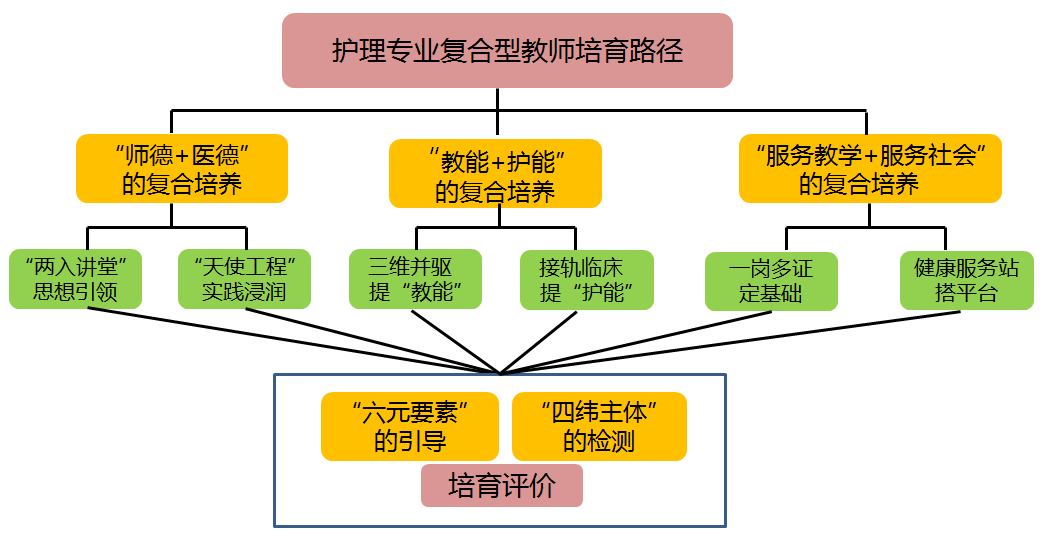 护理专业复合型教师培育路径
“师德+医德”
的复合培养
“教能+护能”
的复合培养
“服务教学+服务社会”
的复合培养
“两入讲堂”
思想引领
“天使工程”
实践浸润
三维并驱
提“教能”
接轨临床
提“护能”
一岗多证
定基础
健康服务站
搭平台
“六元要素”
的引导
“四纬主体”
的检测
培育评价